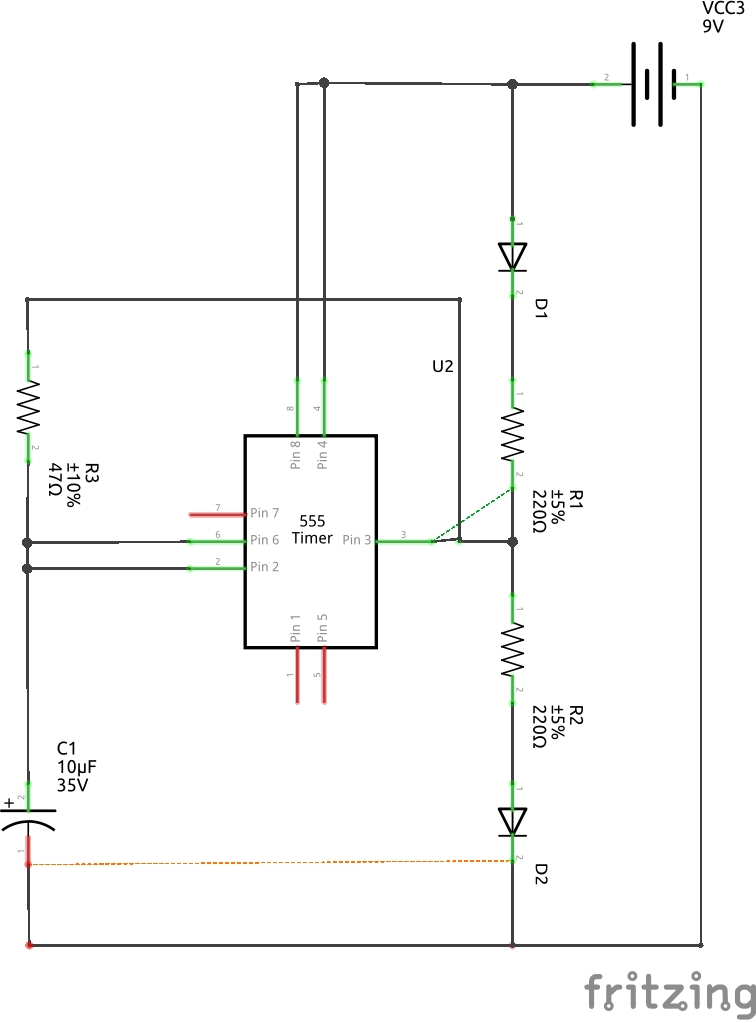 VCC3
9V
2
1
1
2
D1
U2
1
2
R3
±10%
47Ω
8
4
Pin 8
Pin 4
1
2
R1
±5%
220Ω
7
Pin 7
555
Timer
6
Pin 6
Pin 3
3
2
Pin 2
Pin 1
Pin 5
1
5
1
2
R2
±5%
220Ω
C1
10µF
35V
2
+
1
1
2
D2
fritzing